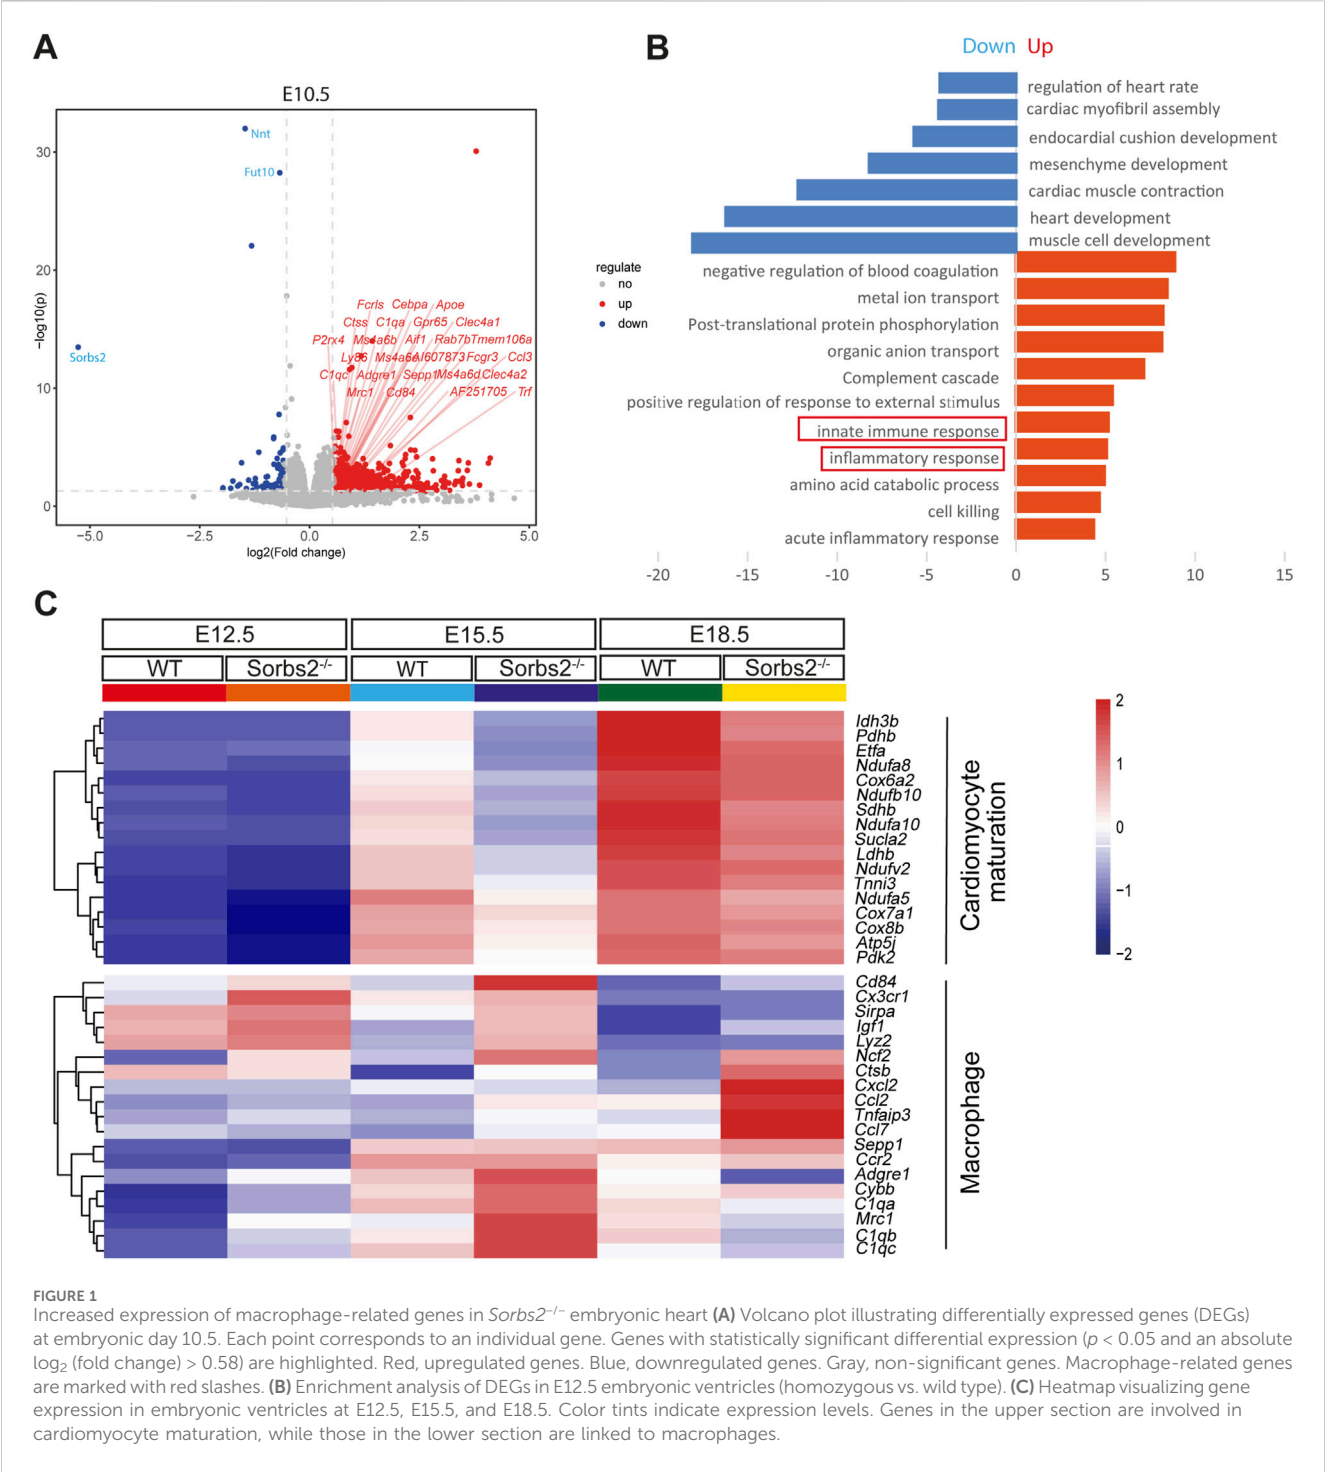 A
E10.5
Nnt
Fut10
Sorbs2
Fcrls Cebpa Apoe
Ctss C1qa Gpr65 Clec4a1
P2rx4 Ms4a6b Aif1 Rab7b Tmem106a
Ly86 Ms4a6c AI607873 Fcgr3 Ccl3
C1qc Adgre1 Sepp1 Ms4a6d Clec4a2
Mrc1 Cd84 AF251705 Trf
−log10(p)
30
20
10
0
−5.0 −2.5 0.0 2.5 5.0
log2(Fold change)
regulate
no
up
down
B
Down Up
regulation of heart rate
cardiac myofibril assembly
endocardial cushion development
mesenchyme development
cardiac muscle contraction
heart development
muscle cell development
negative regulation of blood coagulation
metal ion transport
Post-translational protein phosphorylation
organic anion transport
Complement cascade
positive regulation of response to external stimulus
innate immune response
inflammatory response
amino acid catabolic process
cell killing
acute inflammatory response
-20 -15 -10 -5 0 5 10 15
C
E12.5 E15.5 E18.5
WT Sorbs2-/- WT Sorbs2-/- WT Sorbs2-/-
Idh3b
Pdhb
Etfa
Ndufa8
Cox6a2
Ndufb10
Sdhb
Ndufa10
Sucla2
Ldhb
Ndufv2
Tnni3
Ndufa5
Cox7a1
Cox8b
Atp5j
Pdk2
Cardiomyocyte
maturation
Cd84
Cx3cr1
Sirpa
Igf1
Lyz2
Ncf2
Ctsb
Cxcl2
Ccl2
Tnfaip3
Ccl7
Sepp1
Ccr2
Adgre1
Cybb
C1qa
Mrc1
C1qb
C1qc
Macrophage
2
1
0
−1
−2
FIGURE 1
Increased expression of macrophage-related genes in Sorbs2−/− embryonic heart (A) Volcano plot illustrating differentially expressed genes (DEGs)
at embryonic day 10.5. Each point corresponds to an individual gene. Genes with statistically significant differential expression (p < 0.05 and an absolute
log2 (fold change) > 0.58) are highlighted. Red, upregulated genes. Blue, downregulated genes. Gray, non-significant genes. Macrophage-related genes
are marked with red slashes. (B) Enrichment analysis of DEGs in E12.5 embryonic ventricles (homozygous vs. wild type). (C) Heatmap visualizing gene
expression in embryonic ventricles at E12.5, E15.5, and E18.5. Color tints indicate expression levels. Genes in the upper section are involved in
cardiomyocyte maturation, while those in the lower section are linked to macrophages.